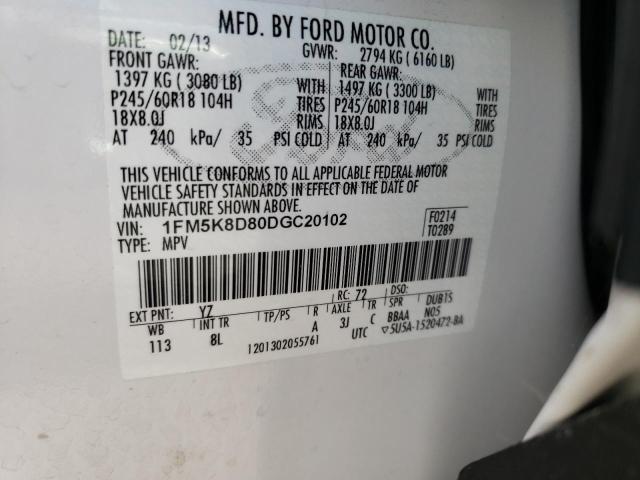 MFD. BY FORD MOTOR CO.
DATE: 02/13 GVWR: 2794 KG ( 6160 LB)
FRONT GAWR: REAR GAWR:
1397 KG ( 3080 LB) WITH 1497 KG ( 3300 LB) WITH
P245/60R18 104H TIRES P245/60R18 104H TIRES
18X8.0J RIMS 18X8.0J RIMS
AT 240 kPa/ 35 PSI COLD AT 240 kPa/ 35 PSI COLD
Ford
THIS VEHICLE CONFORMS TO ALL APPLICABLE FEDERAL MOTOR
VEHICLE SAFETY STANDARDS IN EFFECT ON THE DATE OF
MANUFACTURE SHOWN ABOVE.
VIN: 1FM5K8D80DGC20102 F0214
TYPE: MPV T0289
EXT PNT: YZ RC: 72 DSO:
WB INT TR TP/PS R AXLE TR SPR DUB1S
113 8L A 3J C BBAA N05
1201302055761 UTC ▽5U5A-1520472-BA